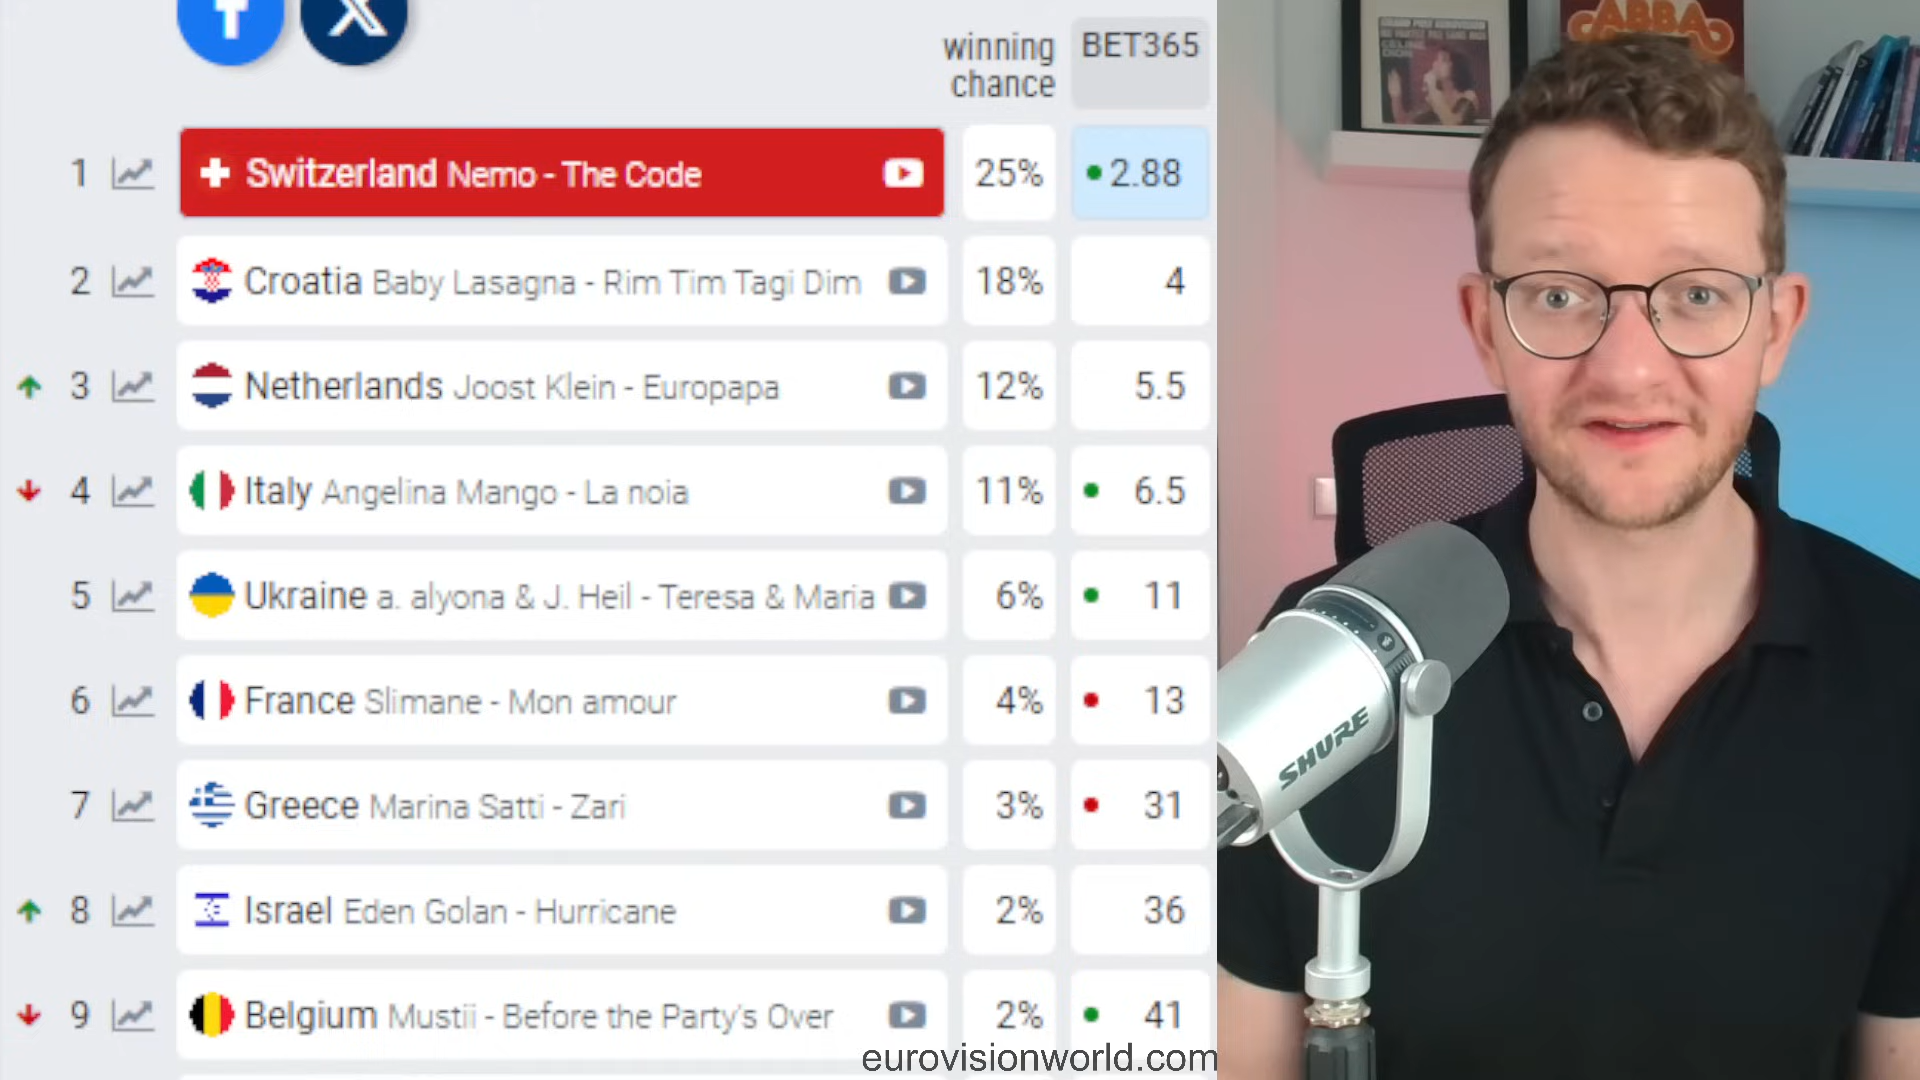 f X
winning chance BET365
1 Switzerland Nemo - The Code 25% 2.88
2 Croatia Baby Lasagna - Rim Tim Tagi Dim 18% 4
3 Netherlands Joost Klein - Europapa 12% 5.5
4 Italy Angelina Mango - La noia 11% 6.5
5 Ukraine a. alyona & J. Heil - Teresa & Maria 6% 11
6 France Slimane - Mon amour 4% 13
7 Greece Marina Satti - Zari 3% 31
8 Israel Eden Golan - Hurricane 2% 36
9 Belgium Mustii - Before the Party's Over 2% 41
eurovisionworld.com
ABBA
CELINE
DION
SHURE